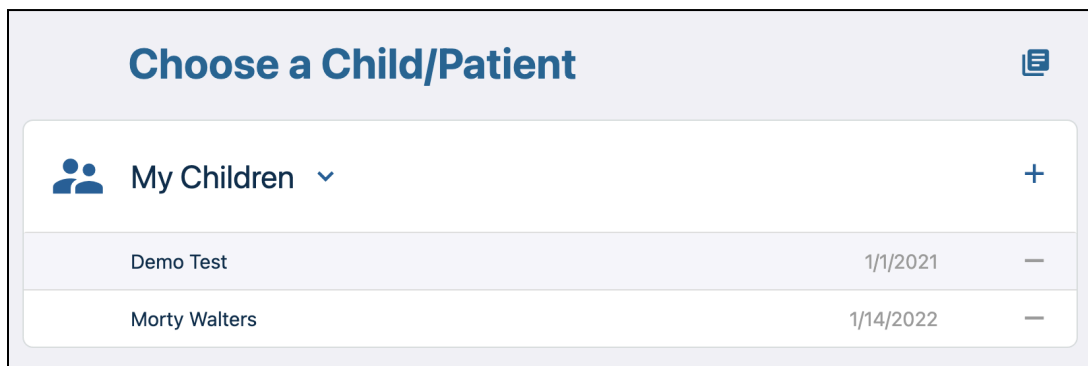 Choose a Child/Patient
My Children
Demo Test 1/1/2021
Morty Walters 1/14/2022